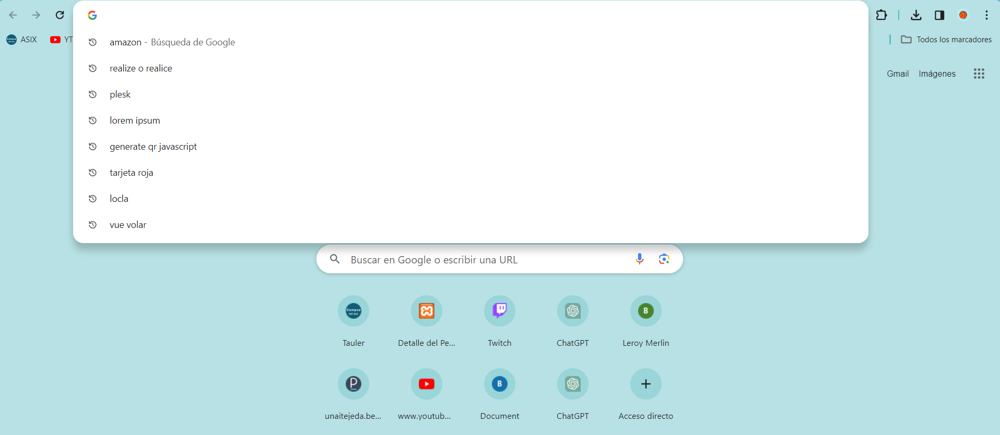 amazon - Búsqueda de Google
ASIX
YT
Todos los marcadores
realize o realice
Gmail
Imágenes
plesk
lorem ipsum
generate qr javascript
tarjeta roja
locla
vue volar
Buscar en Google o escribir una URL
Tauler
Detalle del Pe...
Twitch
ChatGPT
B
Leroy Merlin
P
B
unaitejeda.be...
www.youtub...
Document
ChatGPT
Acceso directo